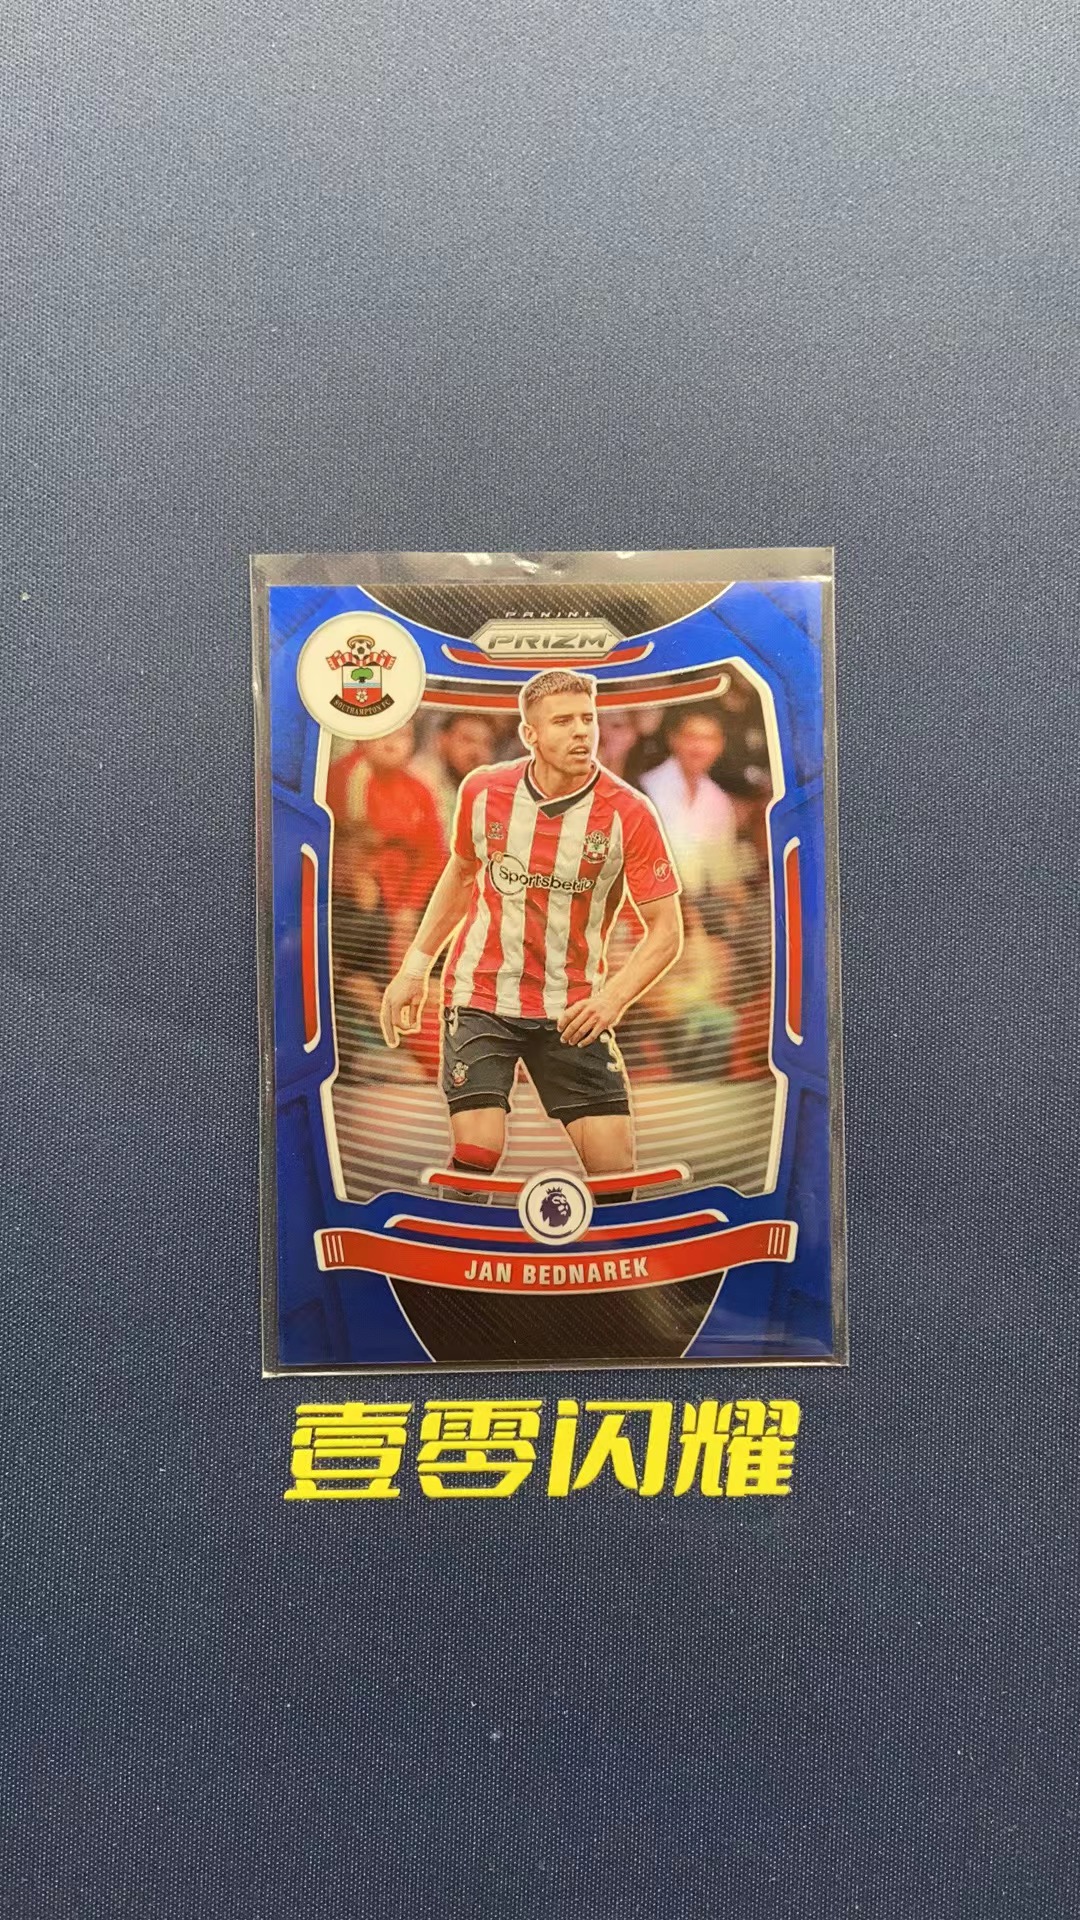 PANINI
PRIZM
SOUTHAMPTON FC
Sportsbet.io
JAN BEDNAREK
壹零闪耀